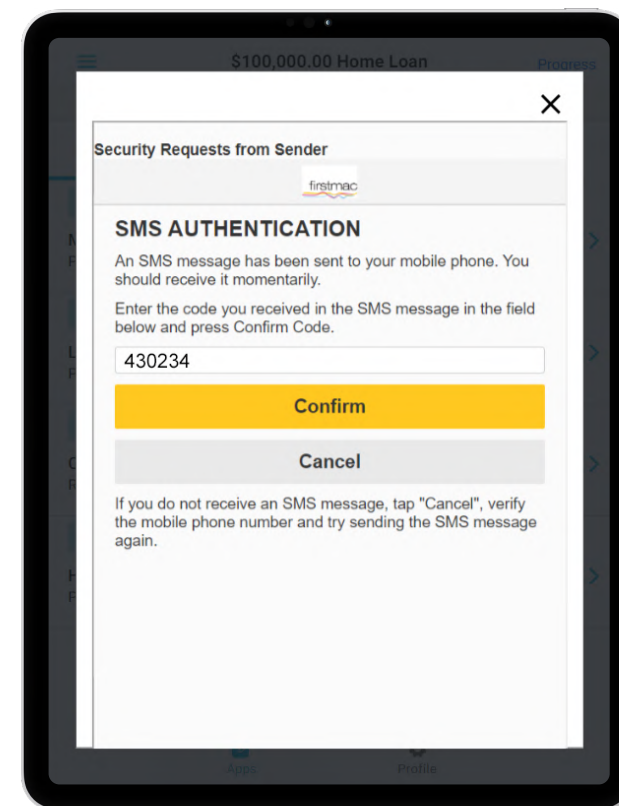 $100,000.00 Home Loan
Progress
Security Requests from Sender
firstmac
SMS AUTHENTICATION
An SMS message has been sent to your mobile phone. You
should receive it momentarily.
Enter the code you received in the SMS message in the field
below and press Confirm Code.
430234
Confirm
Cancel
If you do not receive an SMS message, tap "Cancel", verify
the mobile phone number and try sending the SMS message
again.
Apps
Profile